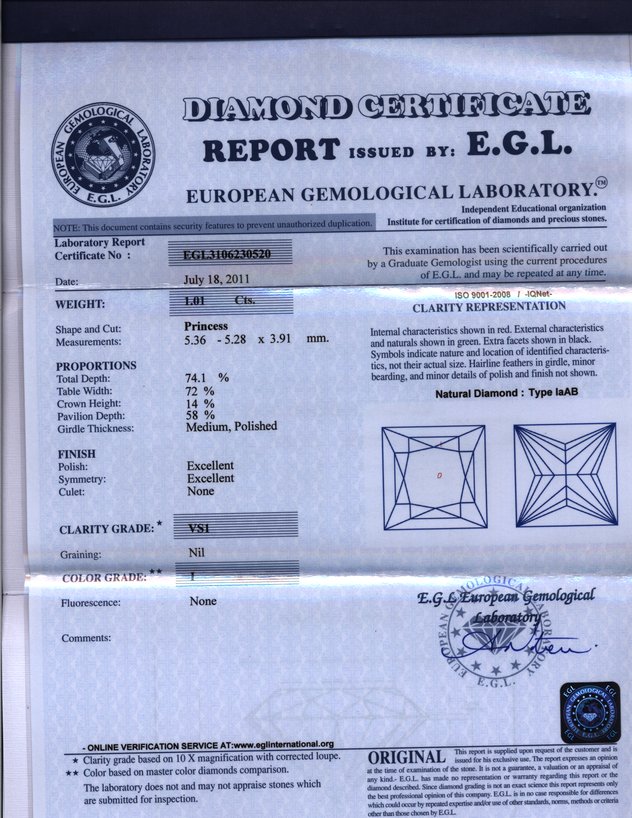 DIAMOND CERTIFICATE
REPORT ISSUED BY: E.G.L.
EUROPEAN GEMOLOGICAL LABORATORY.™
EUROPEAN GEMOLOGICAL LABORATORY
E.G.L.
Independent Educational organization
Institute for certification of diamonds and precious stones.
NOTE: This document contains security features to prevent unauthorized duplication.
Laboratory Report
Certificate No : EGL3106230520
Date: July 18, 2011
WEIGHT: 1.01 Cts.
Shape and Cut: Princess
Measurements: 5.36 - 5.28 x 3.91 mm.
PROPORTIONS
Total Depth: 74.1 %
Table Width: 72 %
Crown Height: 14 %
Pavilion Depth: 58 %
Girdle Thickness: Medium, Polished
FINISH
Polish: Excellent
Symmetry: Excellent
Culet: None
CLARITY GRADE:* VS1
Graining: Nil
COLOR GRADE:** I
Fluorescence: None
Comments:
This examination has been scientifically carried out
by a Graduate Gemologist using the current procedures
of E.G.L. and may be repeated at any time.
ISO 9001-2008 / -IQNet-
CLARITY REPRESENTATION
Internal characteristics shown in red. External characteristics
and naturals shown in green. Extra facets shown in black.
Symbols indicate nature and location of identified characteris-
tics, not their actual size. Hairline feathers in girdle, minor
bearding, and minor details of polish and finish not shown.
Natural Diamond : Type IaAB
E.G.L European Gemological
Laboratory
EUROPEAN GEMOLOGICAL LABORATORY
E.G.L.
EGL EGL
EUROPEAN GEMOLOGICAL LABORATORY
E.G.L.
EGL EGL
- ONLINE VERIFICATION SERVICE AT:www.eglinternational.org
* Clarity grade based on 10 X magnification with corrected loupe.
** Color based on master color diamonds comparison.
The laboratory does not and may not appraise stones which
are submitted for inspection.
ORIGINAL This report is supplied upon request of the customer and is
issued for his exclusive use. The report expresses an opinion
at the time of examination of the stone. It is not a guarantee, a valuation or an appraisal of
any kind.- E.G.L. has made no representation or warranty regarding this report or the
diamond described. Since diamond grading is not an exact science this report represents only
the best professional opinion of this company. E.G.L. is in no case responsible for differences
which could occur by repeated expertise and/or use of other standards, norms, methods or criteria
other than those chosen by E.G.L.